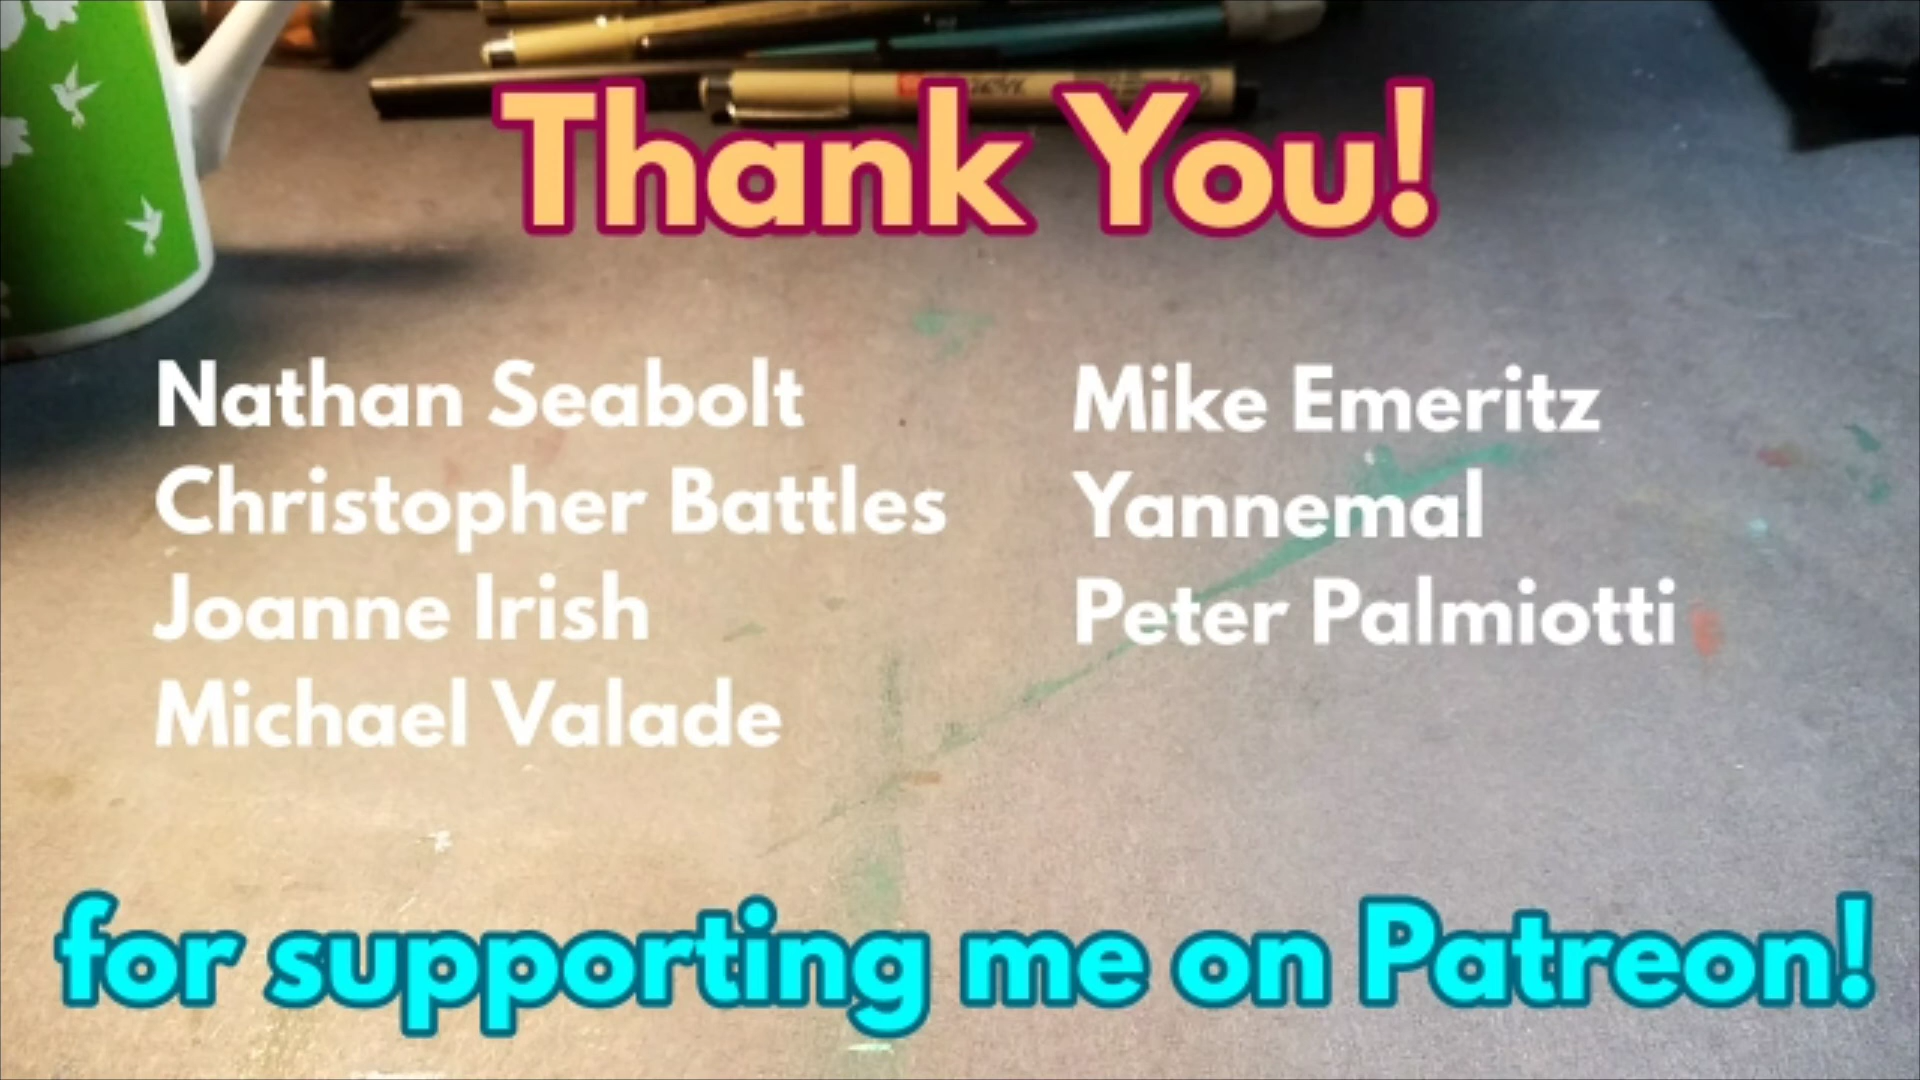 Thank You!
Nathan Seabolt
Christopher Battles
Joanne Irish
Michael Valade
Mike Emeritz
Yannemal
Peter Palmiotti
for supporting me on Patreon!